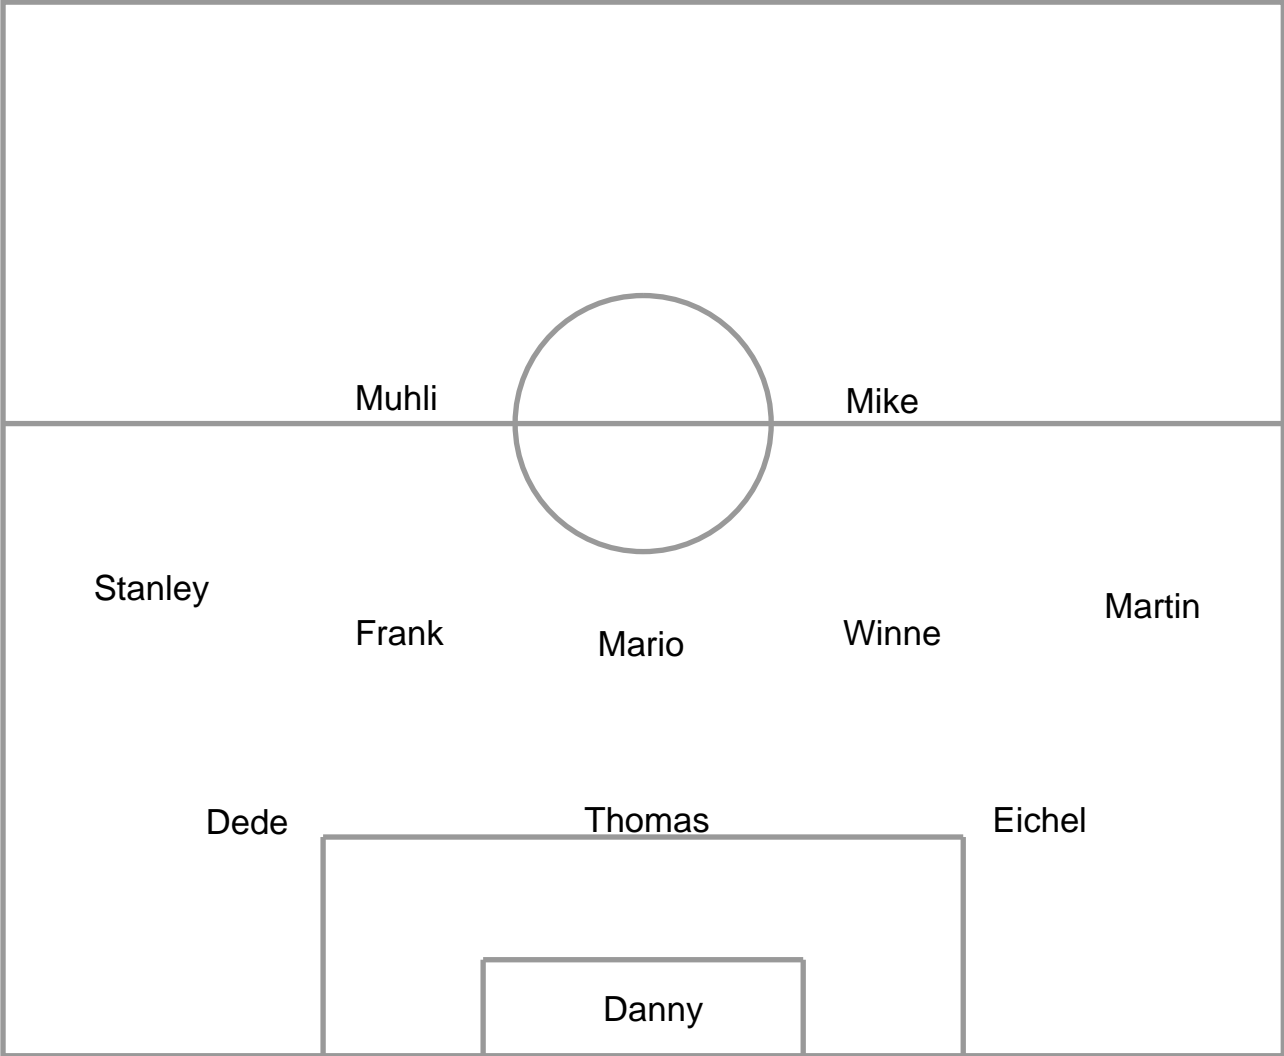 Muhli
Mike
Stanley
Martin
Frank
Mario
Winne
Dede
Thomas
Eichel
Danny